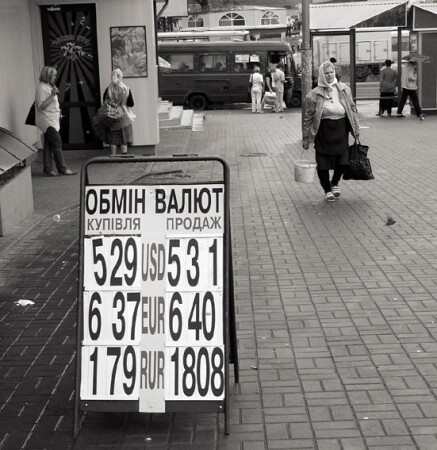 ОБМІН ВАЛЮТ
КУПІВЛЯ ПРОДАЖ
529 USD 531
637 EUR 640
179 RUR 1808